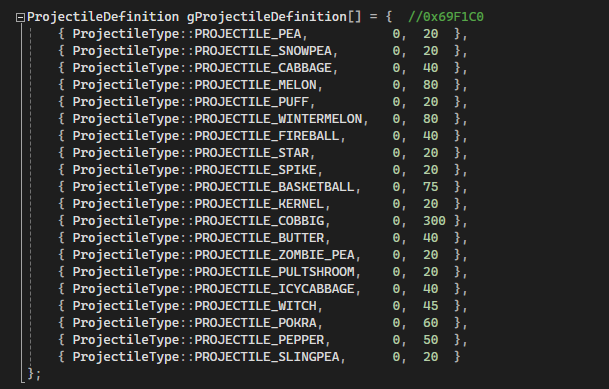 ProjectileDefinition gProjectileDefinition[] = {  //0x69F1C0
    { ProjectileType::PROJECTILE_PEA,            0,  20  },
    { ProjectileType::PROJECTILE_SNOWPEA,        0,  20  },
    { ProjectileType::PROJECTILE_CABBAGE,        0,  40  },
    { ProjectileType::PROJECTILE_MELON,          0,  80  },
    { ProjectileType::PROJECTILE_PUFF,           0,  20  },
    { ProjectileType::PROJECTILE_WINTERMELON,    0,  80  },
    { ProjectileType::PROJECTILE_FIREBALL,       0,  40  },
    { ProjectileType::PROJECTILE_STAR,           0,  20  },
    { ProjectileType::PROJECTILE_SPIKE,          0,  20  },
    { ProjectileType::PROJECTILE_BASKETBALL,     0,  75  },
    { ProjectileType::PROJECTILE_KERNEL,         0,  20  },
    { ProjectileType::PROJECTILE_COBBIG,         0,  300 },
    { ProjectileType::PROJECTILE_BUTTER,         0,  40  },
    { ProjectileType::PROJECTILE_ZOMBIE_PEA,     0,  20  },
    { ProjectileType::PROJECTILE_PULTSHROOM,     0,  20  },
    { ProjectileType::PROJECTILE_ICYCABBAGE,     0,  40  },
    { ProjectileType::PROJECTILE_WITCH,          0,  45  },
    { ProjectileType::PROJECTILE_POKRA,          0,  60  },
    { ProjectileType::PROJECTILE_PEPPER,         0,  50  },
    { ProjectileType::PROJECTILE_SLINGPEA,       0,  20  }
};